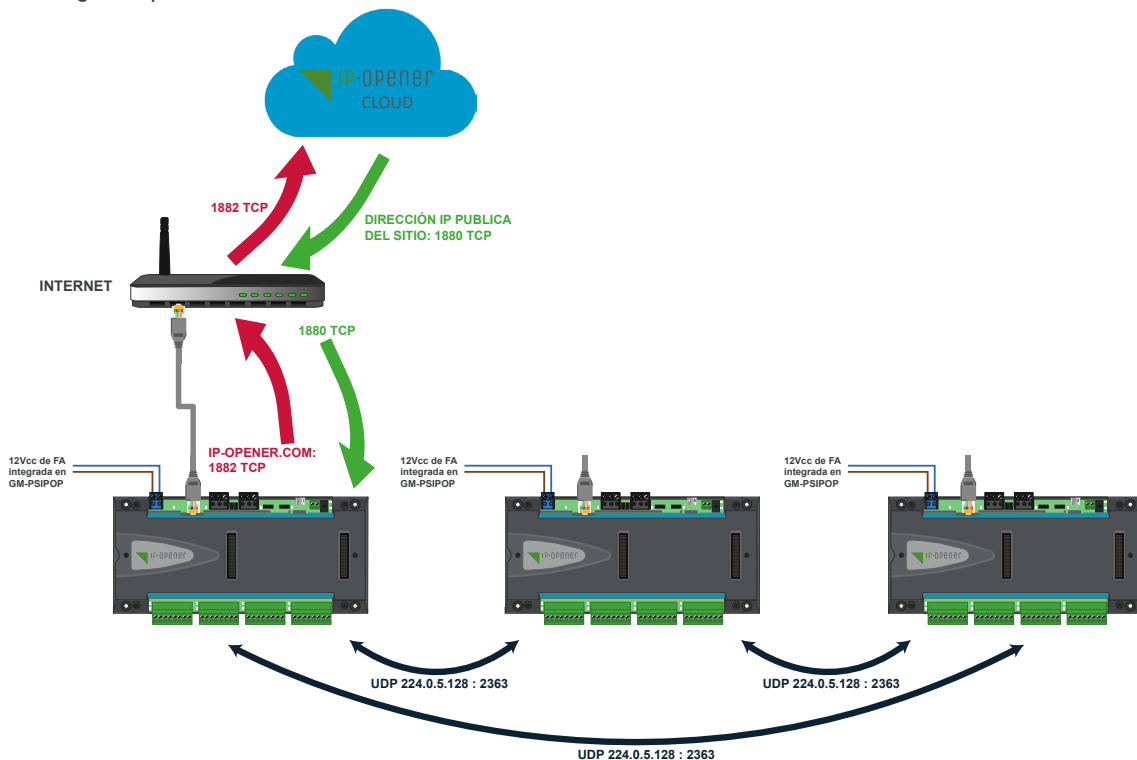 iP-OPENER
CLOUD
1882 TCP
DIRECCIÓN IP PUBLICA
DEL SITIO: 1880 TCP
INTERNET
1880 TCP
IP-OPENER.COM:
1882 TCP
12Vcc de FA
integrada en
GM-PSIPOP
12Vcc de FA
integrada en
GM-PSIPOP
12Vcc de FA
integrada en
GM-PSIPOP
IP-OPENER
IP-OPENER
IP-OPENER
UDP 224.0.5.128 : 2363
UDP 224.0.5.128 : 2363
UDP 224.0.5.128 : 2363